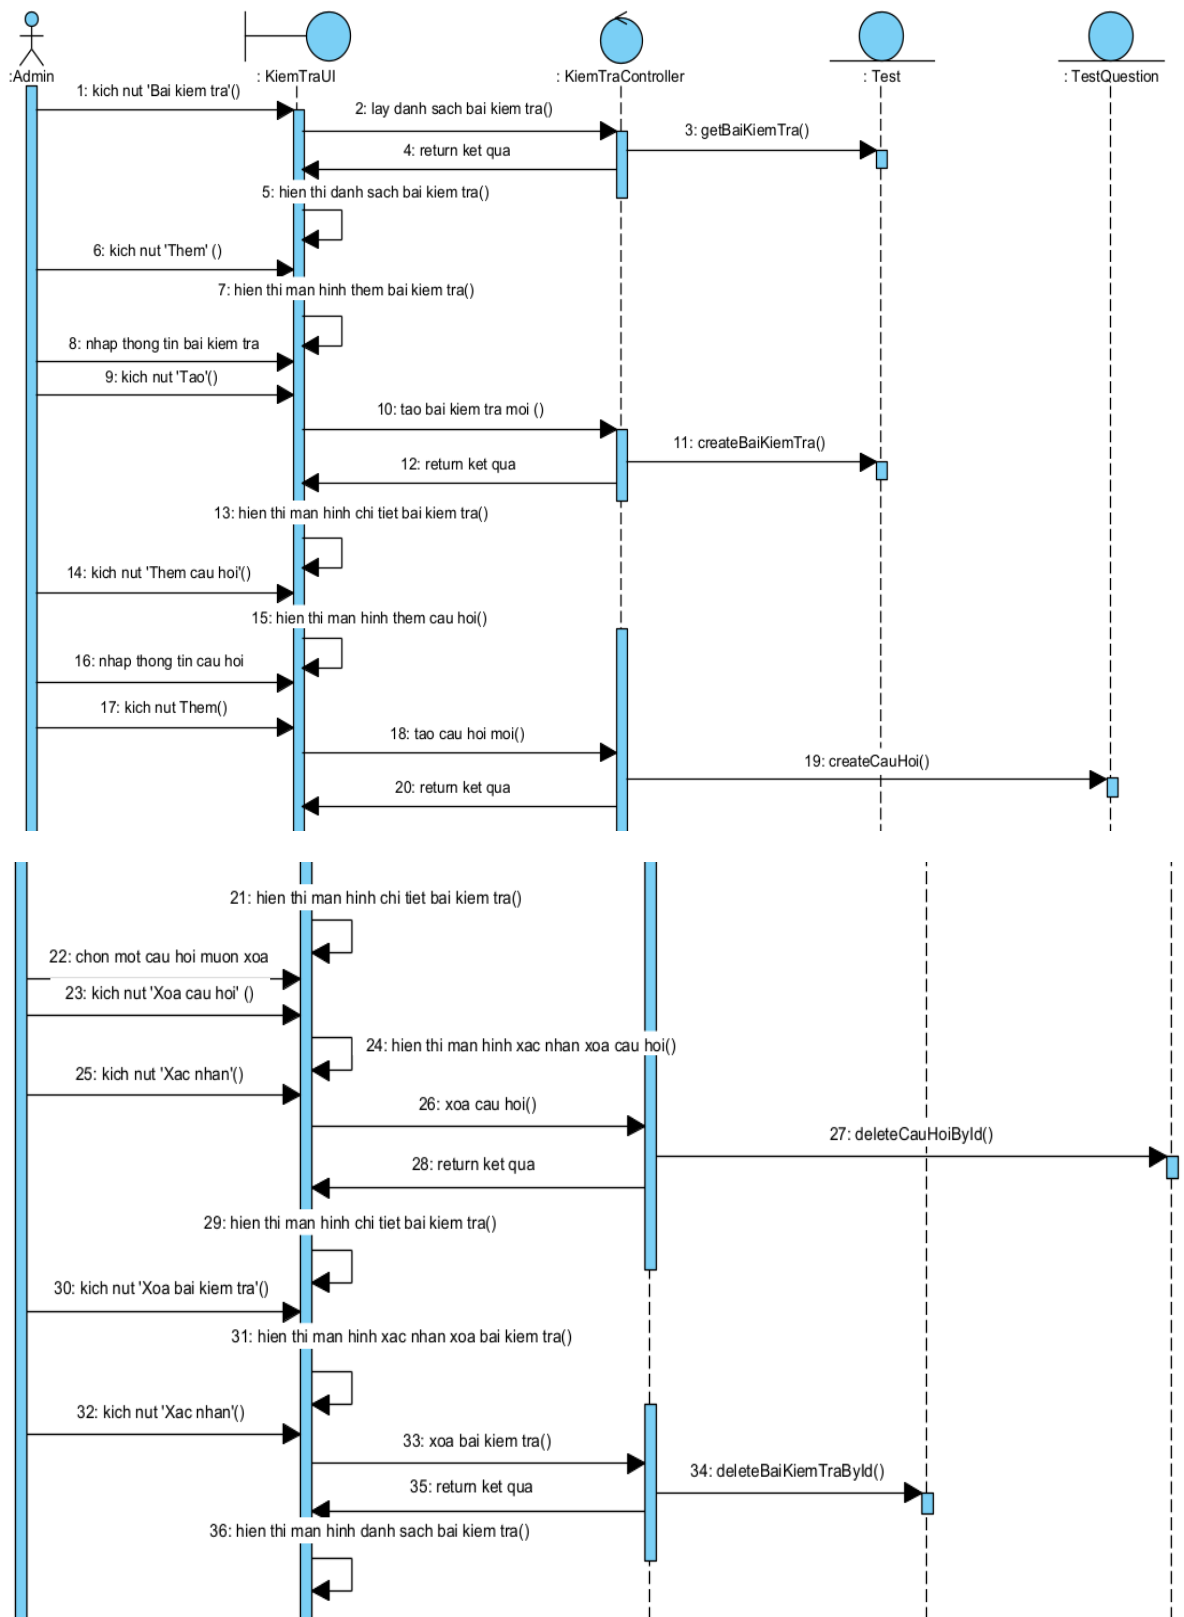 :Admin
: KiemTraUI
: KiemTraController
: Test
: TestQuestion
1: kich nut 'Bai kiem tra'()
2: lay danh sach bai kiem tra()
3: getBaiKiemTra()
4: return ket qua
5: hien thi danh sach bai kiem tra()
6: kich nut 'Them' ()
7: hien thi man hinh them bai kiem tra()
8: nhap thong tin bai kiem tra
9: kich nut 'Tao'()
10: tao bai kiem tra moi ()
11: createBaiKiemTra()
12: return ket qua
13: hien thi man hinh chi tiet bai kiem tra()
14: kich nut 'Them cau hoi'()
15: hien thi man hinh them cau hoi()
16: nhap thong tin cau hoi
17: kich nut Them()
18: tao cau hoi moi()
19: createCauHoi()
20: return ket qua
21: hien thi man hinh chi tiet bai kiem tra()
22: chon mot cau hoi muon xoa
23: kich nut 'Xoa cau hoi' ()
24: hien thi man hinh xac nhan xoa cau hoi()
25: kich nut 'Xac nhan'()
26: xoa cau hoi()
27: deleteCauHoiById()
28: return ket qua
29: hien thi man hinh chi tiet bai kiem tra()
30: kich nut 'Xoa bai kiem tra'()
31: hien thi man hinh xac nhan xoa bai kiem tra()
32: kich nut 'Xac nhan'()
33: xoa bai kiem tra()
34: deleteBaiKiemTraById()
35: return ket qua
36: hien thi man hinh danh sach bai kiem tra()